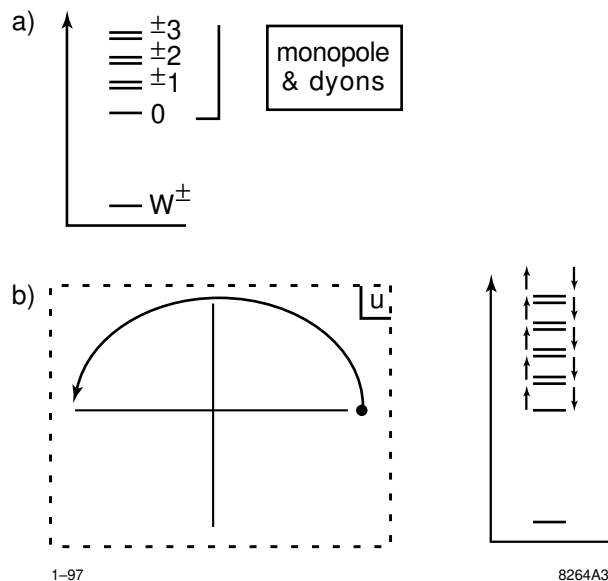 a)
±3
±2
±1
0
W±
monopole
& dyons
b)
u
1–97
8264A3